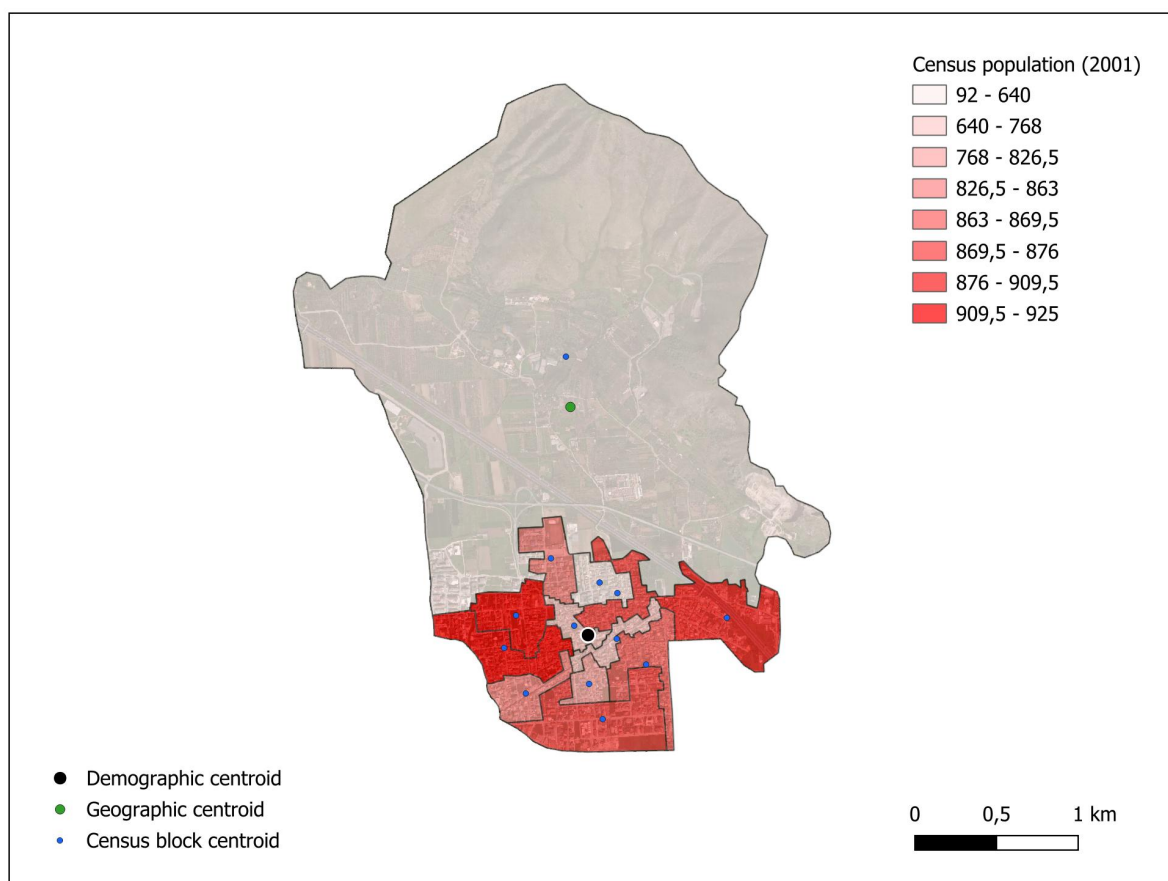 Census population (2001)
92 - 640
640 - 768
768 - 826,5
826,5 - 863
863 - 869,5
869,5 - 876
876 - 909,5
909,5 - 925
Demographic centroid
Geographic centroid
Census block centroid
0 0,5 1 km